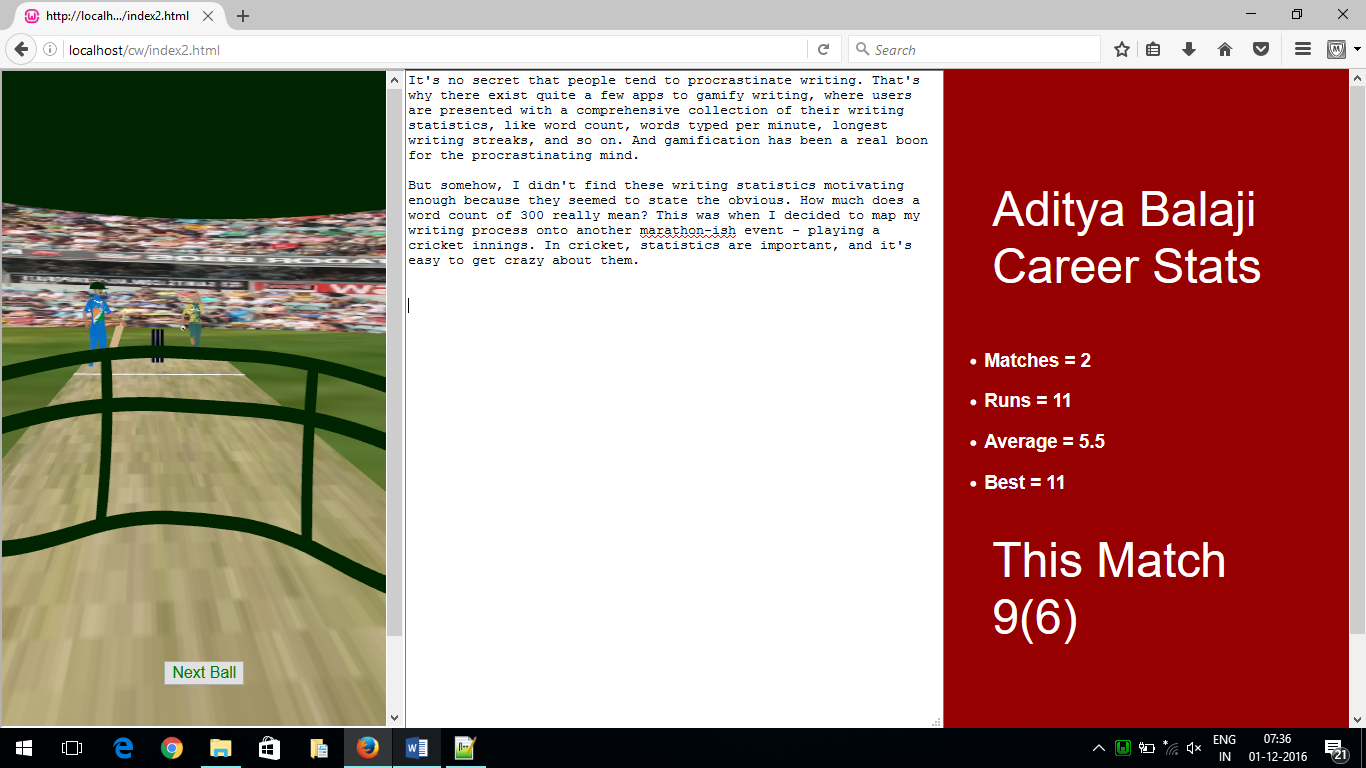 http://localh.../index2.html
localhost/cw/index2.html
Search
It's no secret that people tend to procrastinate writing. That's
why there exist quite a few apps to gamify writing, where users
are presented with a comprehensive collection of their writing
statistics, like word count, words typed per minute, longest
writing streaks, and so on. And gamification has been a real boon
for the procrastinating mind.
But somehow, I didn't find these writing statistics motivating
enough because they seemed to state the obvious. How much does a
word count of 300 really mean? This was when I decided to map my
writing process onto another marathon-ish event - playing a
cricket innings. In cricket, statistics are important, and it's
easy to get crazy about them.
Next Ball
Aditya Balaji
Career Stats
Matches = 2
Runs = 11
Average = 5.5
Best = 11
This Match
9(6)
ENG
IN
07:36
01-12-2016
21